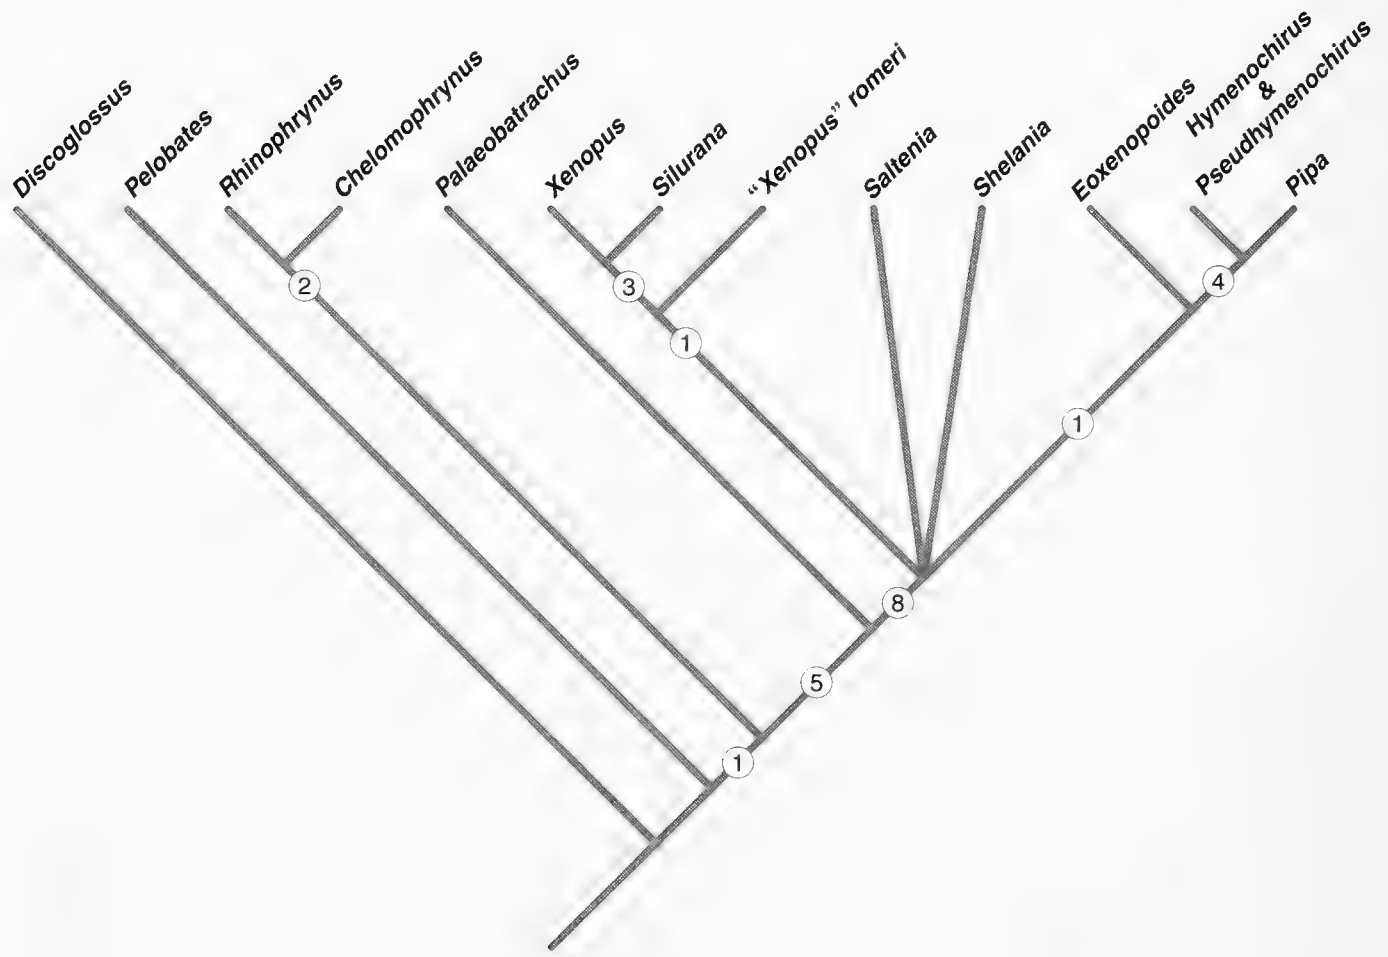 Discoglossus
Pelobates
Rhinophrynus
Chelomophrynus
Palaeobatrachus
Xenopus
Silurana
“Xenopus” romeri
Saltenia
Shelania
Eoxenopoides
Hymenochirus
&
Pseudhymenochirus
Pipa
2
3
4
1
1
8
5
1